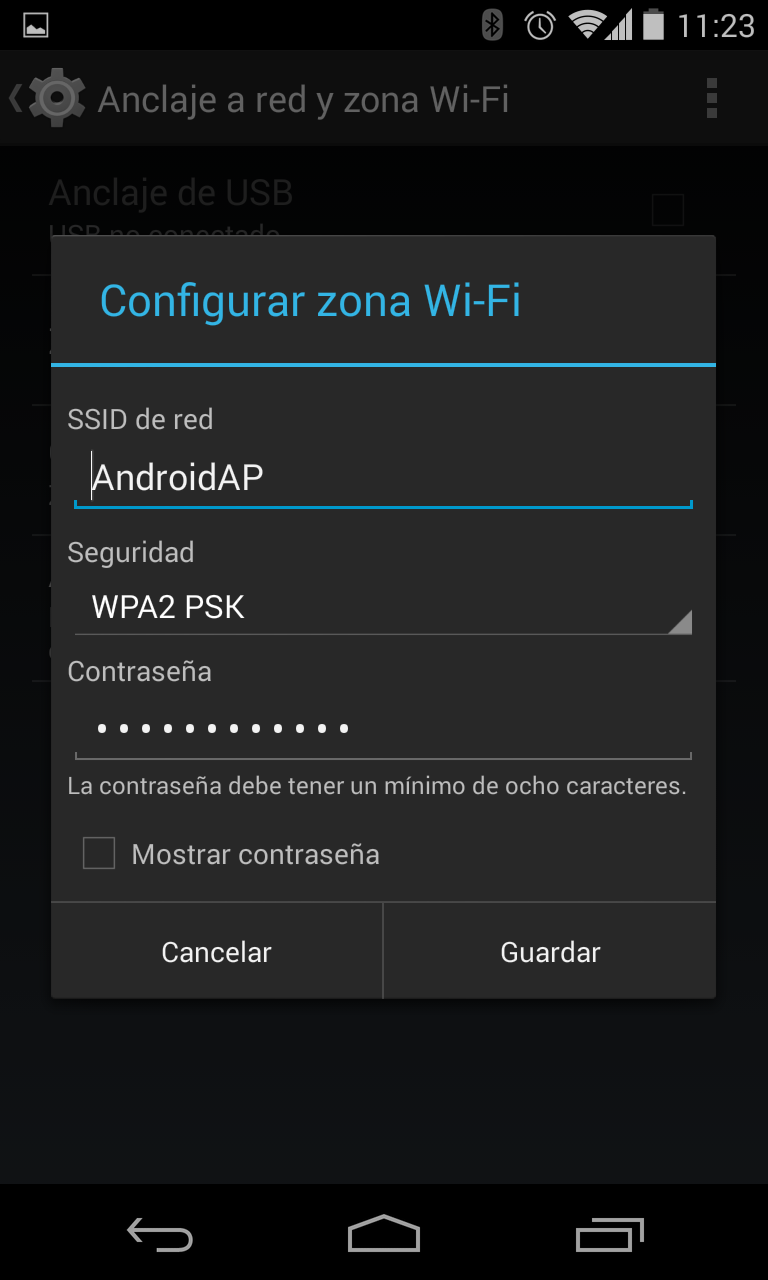 11:23
Anclaje a red y zona Wi-Fi
Anclaje de USB
USB no conectado
Configurar zona Wi-Fi
SSID de red
AndroidAP
Seguridad
WPA2 PSK
Contraseña
••••••••••••
La contraseña debe tener un mínimo de ocho caracteres.
Mostrar contraseña
Cancelar
Guardar